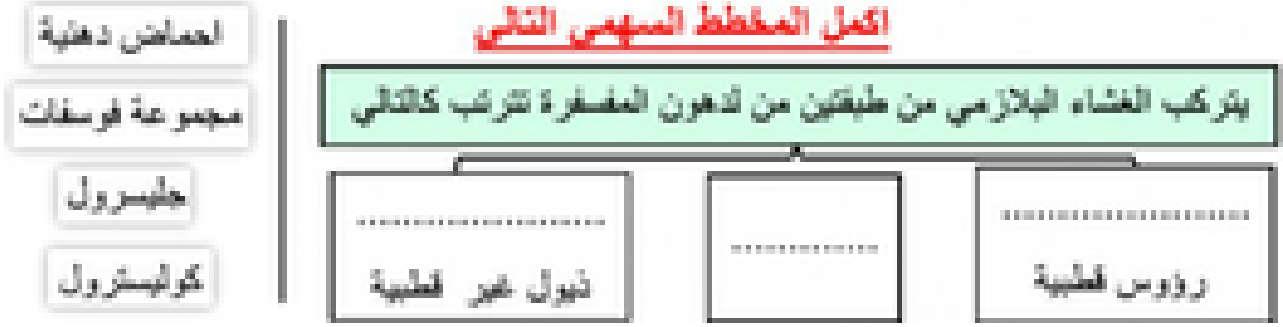 اكمل المخطط السهمي التالي
يتركب الغشاء البلازمي من طبقتين من لدهون المفسفرة تترتب كالتالي
....................
رؤوس قطبية
............
....................
ذيول غير قطبية
احماض دهنية
مجموعة فوسفات
جليسرول
كوليسترول